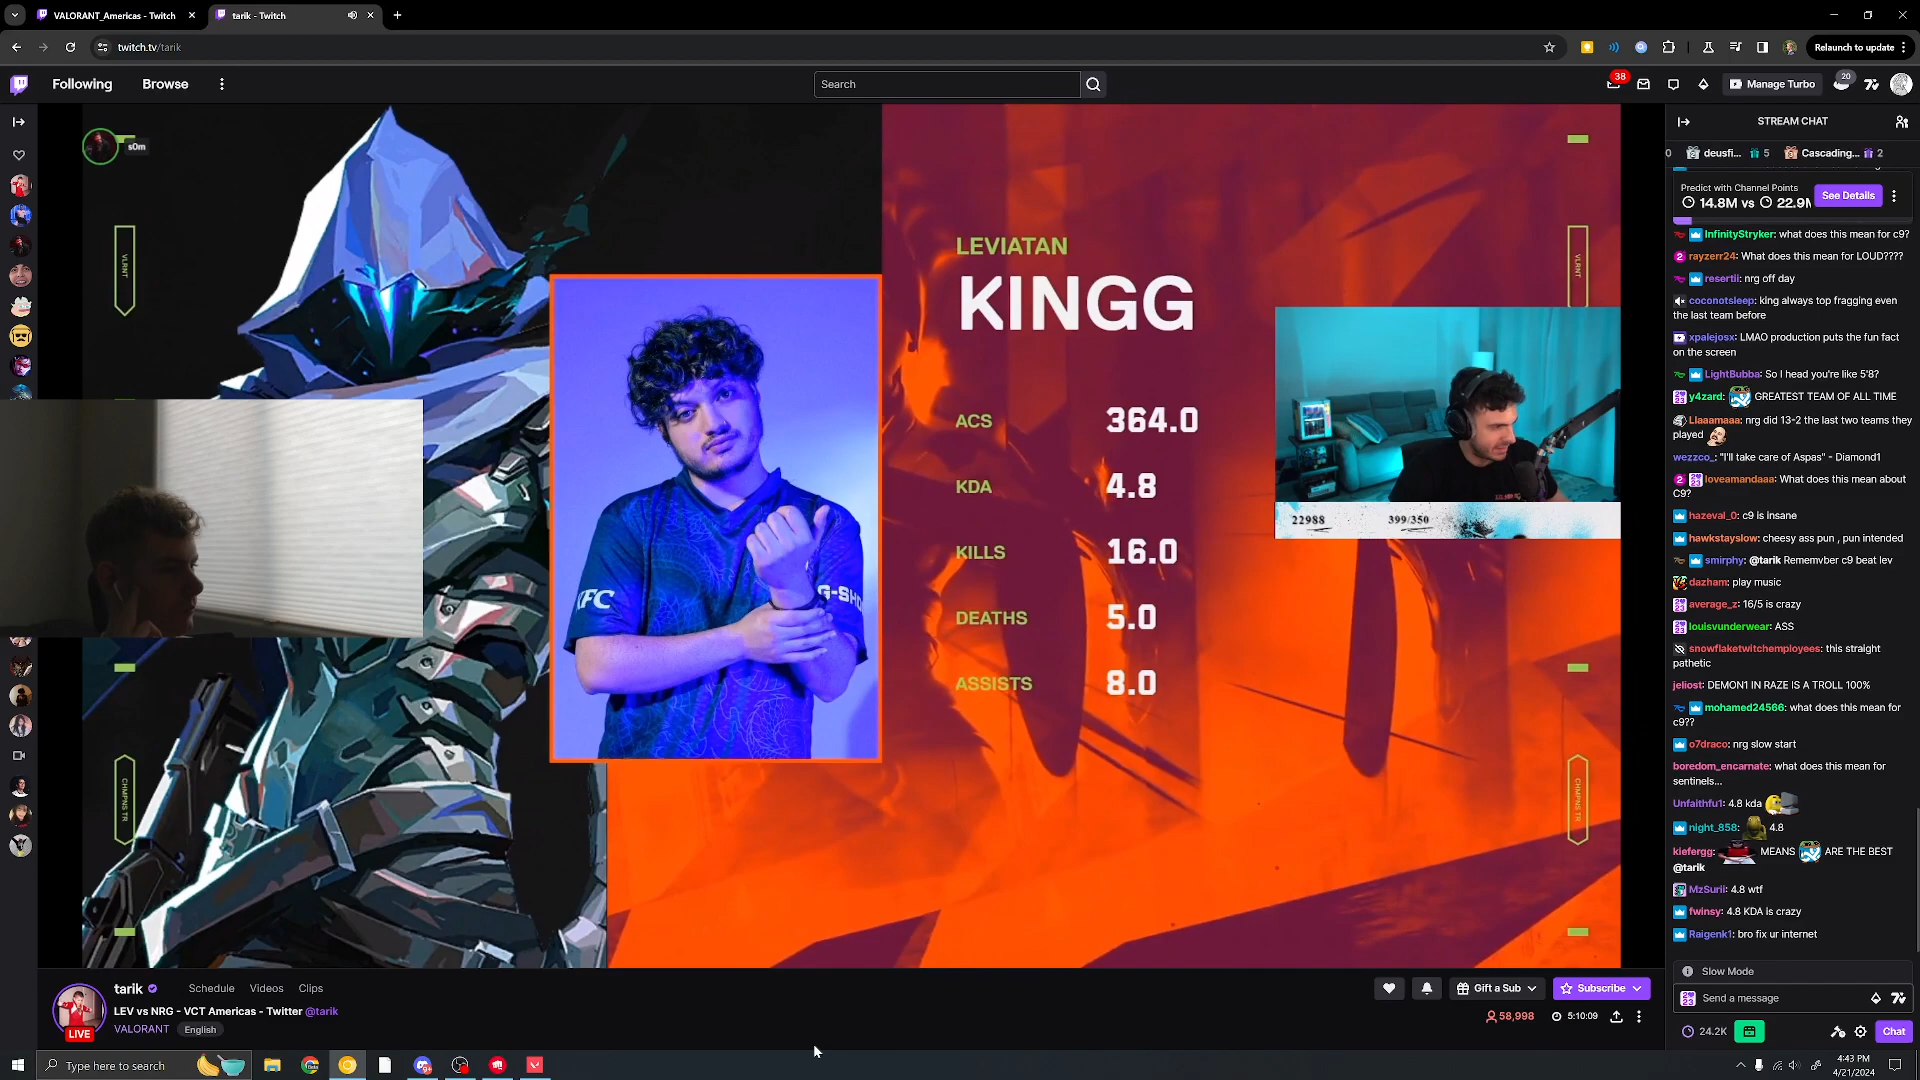 VALORANT_Americas - Twitch
tarik - Twitch
twitch.tv/tarik
Relaunch to update
Following
Browse
Search
38
Manage Turbo
20
s0m
VLRNT
CHMPNS TR
LEVIATAN
KINGG
ACS 364.0
KDA 4.8
KILLS 16.0
DEATHS 5.0
ASSISTS 8.0
KFC
VLRNT
CHMPNS TR
22988 399/350
STREAM CHAT
0 deusfi... 5 Cascading... 2
Predict with Channel Points
14.8M vs 22.9M
See Details
InfinityStryker: what does this mean for c9?
rayzerr24: What does this mean for LOUD????
resertii: nrg off day
coconotsleep: king always top fragging even
the last team before
xpalejosx: LMAO production puts the fun fact
on the screen
LightBubba: So I head you're like 5'8?
y4zard: GREATEST TEAM OF ALL TIME
Llaaamaaa: nrg did 13-2 the last two teams they
played
wezzco_: "I'll take care of Aspas" - Diamond1
loveamandaaa: What does this mean about
C9?
hazeval_0: c9 is insane
hawkstayslow: cheesy ass pun , pun intended
smirphy: @tarik Rememvber c9 beat lev
dazham: play music
average_z: 16/5 is crazy
louisvunderwear: ASS
snowflaketwitchemployees: this straight
pathetic
jeliost: DEMON1 IN RAZE IS A TROLL 100%
mohamed24566: what does this mean for
c9??
o7draco: nrg slow start
boredom_encarnate: what does this mean for
sentinels...
Unfaithfu1: 4.8 kda
night_858: 4.8
kiefergg: MEANS ARE THE BEST
@tarik
MzSurii: 4.8 wtf
fwinsy: 4.8 KDA is crazy
Raigenk1: bro fix ur internet
Slow Mode
Send a message
24.2K
Chat
tarik
Schedule
Videos
Clips
LEV vs NRG - VCT Americas - Twitter @tarik
VALORANT
English
LIVE
Gift a Sub
Subscribe
58,998
5:10:09
Type here to search
4:43 PM
4/21/2024